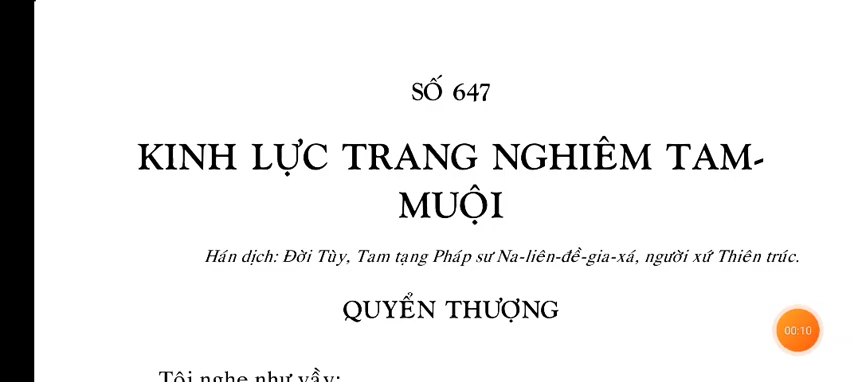 SỐ 647
KINH LỰC TRANG NGHIÊM TAM-
MUỘI
Hán dịch: Đời Tùy, Tam tạng Pháp sư Na-liên-đề-gia-xá, người xứ Thiên trúc.
QUYỂN THƯỢNG
00:10
Tôi nghe như vầy: